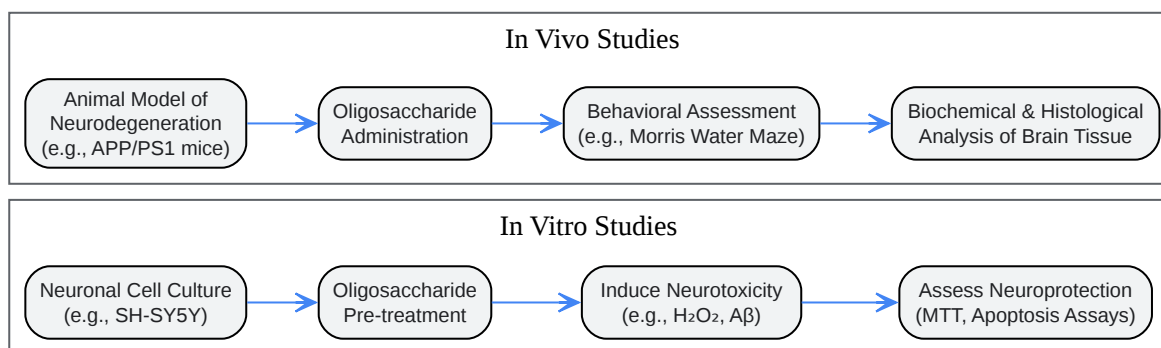 In Vivo Studies
Animal Model of
Neurodegeneration
(e.g., APP/PS1 mice)
Oligosaccharide
Administration
Behavioral Assessment
(e.g., Morris Water Maze)
Biochemical & Histological
Analysis of Brain Tissue
In Vitro Studies
Neuronal Cell Culture
(e.g., SH-SY5Y)
Oligosaccharide
Pre-treatment
Induce Neurotoxicity
(e.g., H₂O₂, Aβ)
Assess Neuroprotection
(MTT, Apoptosis Assays)